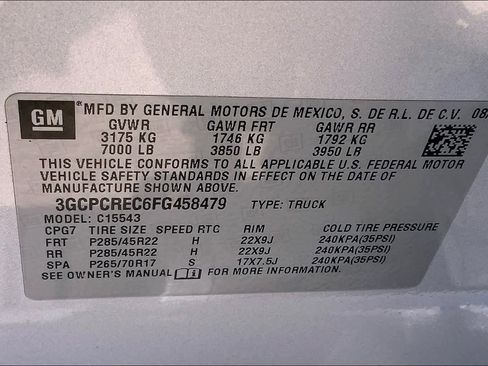 GM ® MFD BY GENERAL MOTORS DE MEXICO, S. DE R.L. DE C.V. 08
GVWR GAWR FRT GAWR RR
3175 KG 1746 KG 1792 KG
7000 LB 3850 LB 3950 LB
THIS VEHICLE CONFORMS TO ALL APPLICABLE U.S. FEDERAL MOTOR
VEHICLE SAFETY STANDARDS IN EFFECT ON THE DATE OF
MANUFACTURE SHOWN ABOVE.
3GCPCREC6FG458479 TYPE: TRUCK
MODEL: C15543
CPG7 TIRE SIZE SPEED RTG RIM COLD TIRE PRESSURE
FRT P285/45R22 H 22X9J 240KPA(35PSI)
RR P285/45R22 H 22X9J 240KPA(35PSI)
SPA P265/70R17 S 17X7.5J 240KPA(35PSI)
SEE OWNER'S MANUAL FOR MORE INFORMATION.